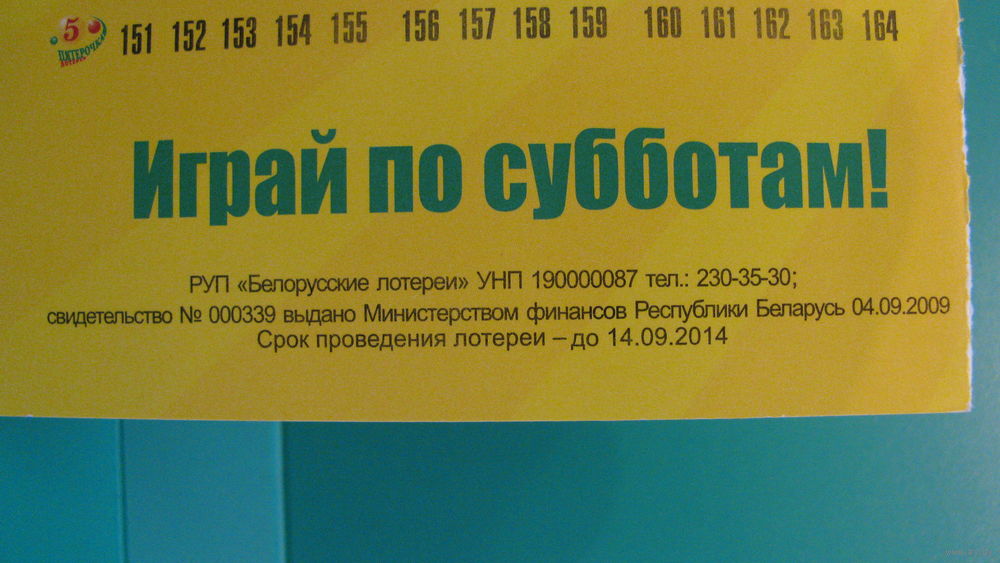 5 151 152 153 154 155 156 157 158 159 160 161 162 163 164
ПЯТЕРОЧКА
Играй по субботам!
РУП «Белорусские лотереи» УНП 190000087 тел.: 230-35-30;
свидетельство № 000339 выдано Министерством финансов Республики Беларусь 04.09.2009
Срок проведения лотереи – до 14.09.2014